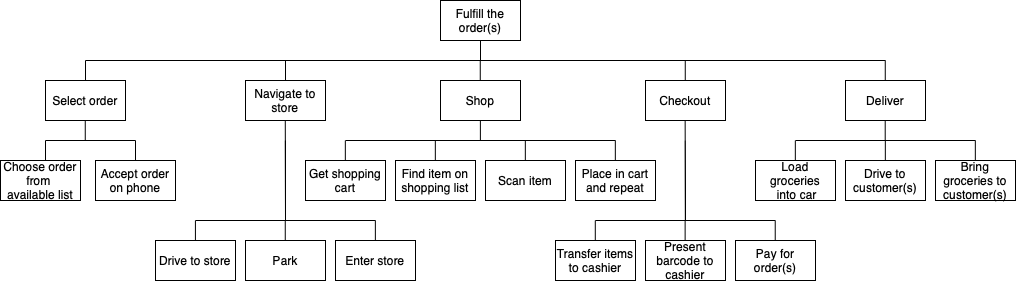 Fulfill the
order(s)
Select order
Navigate to
store
Shop
Checkout
Deliver
Choose order
from
available list
Accept order
on phone
Get shopping
cart
Find item on
shopping list
Scan item
Place in cart
and repeat
Load
groceries
into car
Drive to
customer(s)
Bring
groceries to
customer(s)
Drive to store
Park
Enter store
Transfer items
to cashier
Present
barcode to
cashier
Pay for
order(s)